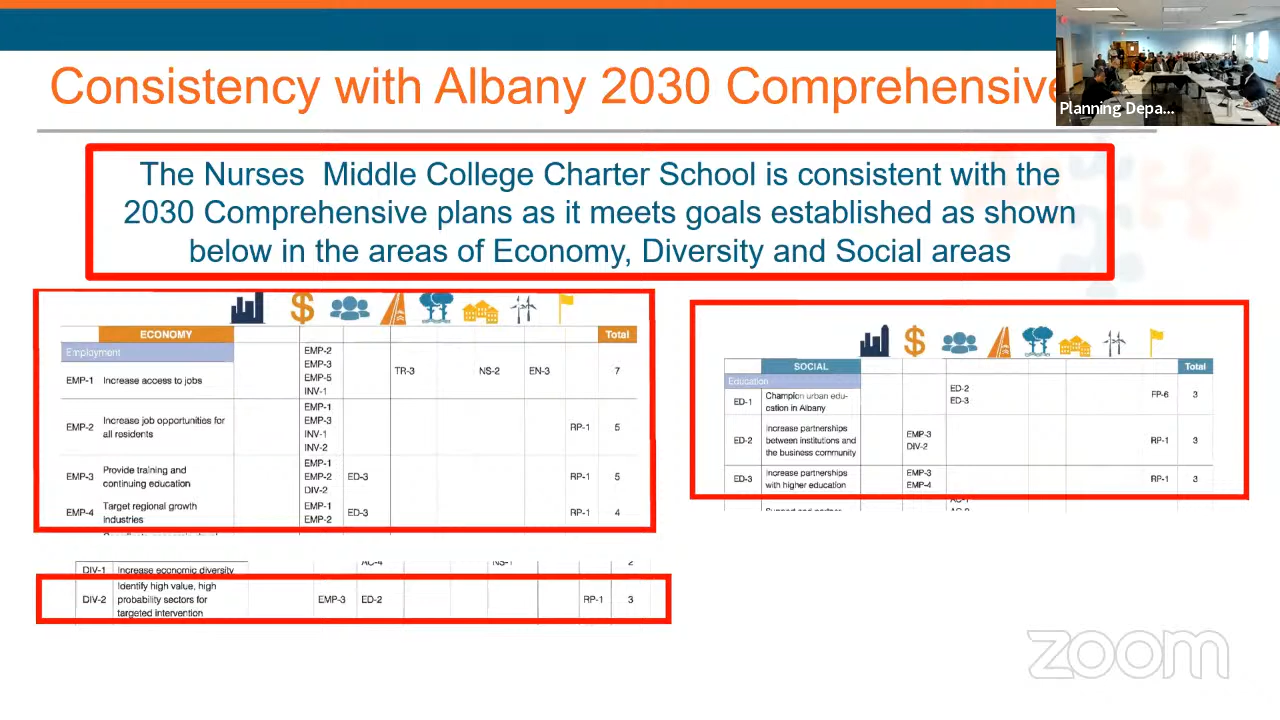 Consistency with Albany 2030 Comprehensive
Planning Depa...
The Nurses Middle College Charter School is consistent with the
2030 Comprehensive plans as it meets goals established as shown
below in the areas of Economy, Diversity and Social areas
$
ECONOMY
Total
Employment
EMP-1
Increase access to jobs
EMP-2
EMP-3
EMP-5
INV-1
TR-3
NS-2
EN-3
7
EMP-2
Increase job opportunities for
all residents
EMP-1
EMP-3
INV-1
INV-2
RP-1
5
EMP-3
Provide training and
continuing education
EMP-1
EMP-2
DIV-2
ED-3
RP-1
5
EMP-4
Target regional growth
industries
EMP-1
EMP-2
ED-3
RP-1
4
DIV-1
Increase economic diversity
AC-4
NS-1
2
DIV-2
Identify high value, high
probability sectors for
targeted intervention
EMP-3
ED-2
RP-1
3
$
SOCIAL
Total
Education
ED-1
Champion urban edu-
cation in Albany
ED-2
ED-3
FP-6
3
ED-2
Increase partnerships
between institutions and
the business community
EMP-3
DIV-2
RP-1
3
ED-3
Increase partnerships
with higher education
EMP-3
EMP-4
RP-1
3
zoom